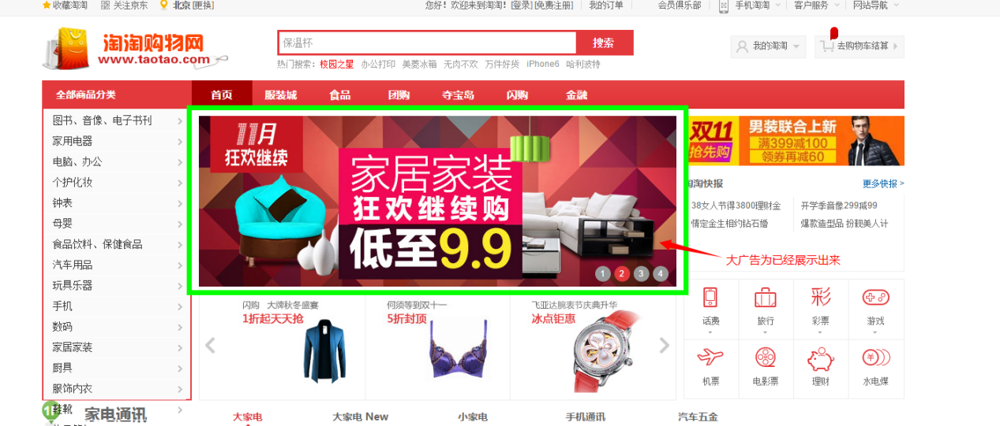 收藏淘淘 关注京东 北京 [更换] 您好！欢迎来到淘淘！[登录] [免费注册] 我的订单 会员俱乐部 手机淘淘 客户服务 网站导航
淘淘购物网
www.taotao.com
保温杯 搜索
我的淘淘 去购物车结算
热门搜索： 校园之星 办公打印 美菱冰箱 无肉不欢 万件好货 iPhone6 哈利波特
全部商品分类 首页 服装城 食品 团购 夺宝岛 闪购 金融
图书、音像、电子书刊
家用电器
电脑、办公
个护化妆
钟表
母婴
食品饮料、保健食品
汽车用品
玩具乐器
手机
数码
家居家装
厨具
服饰内衣
鞋靴
11月
狂欢继续
家居家装
狂欢继续购
低至9.9
1 2 3 4
双11
抢先购
男装联合上新
满399减100
领券再减60
淘淘快报 更多快报 >
38女人节得3800理财金 开学季音像299减99
情定金生相约钻石婚 爆款造型品 扮靓美人计
大广告为已经展示出来
话费 旅行 彩票 游戏
机票 电影票 理财 水电煤
闪购 大牌秋冬盛宴
1折起天天抢
何须等到双十一
5折封顶
飞亚达腕表节庆典升华
冰点钜惠
家电通讯 大家电 大家电 New 小家电 手机通讯 汽车五金